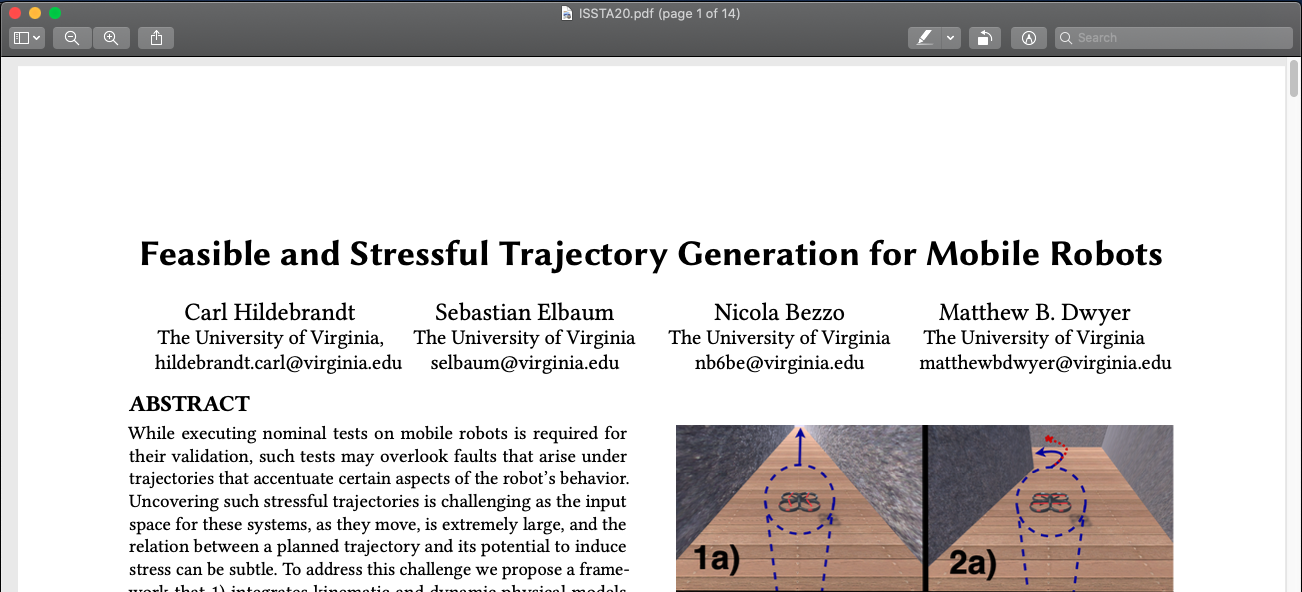 ISSTA20.pdf (page 1 of 14)
Search
Feasible and Stressful Trajectory Generation for Mobile Robots
Carl Hildebrandt
The University of Virginia,
hildebrandt.carl@virginia.edu
Sebastian Elbaum
The University of Virginia
selbaum@virginia.edu
Nicola Bezzo
The University of Virginia
nb6be@virginia.edu
Matthew B. Dwyer
The University of Virginia
matthewbdwyer@virginia.edu
ABSTRACT
While executing nominal tests on mobile robots is required for
their validation, such tests may overlook faults that arise under
trajectories that accentuate certain aspects of the robot's behavior.
Uncovering such stressful trajectories is challenging as the input
space for these systems, as they move, is extremely large, and the
relation between a planned trajectory and its potential to induce
stress can be subtle. To address this challenge we propose a frame-
work that 1) integrates kinematic and dynamic physical models
1a)
2a)